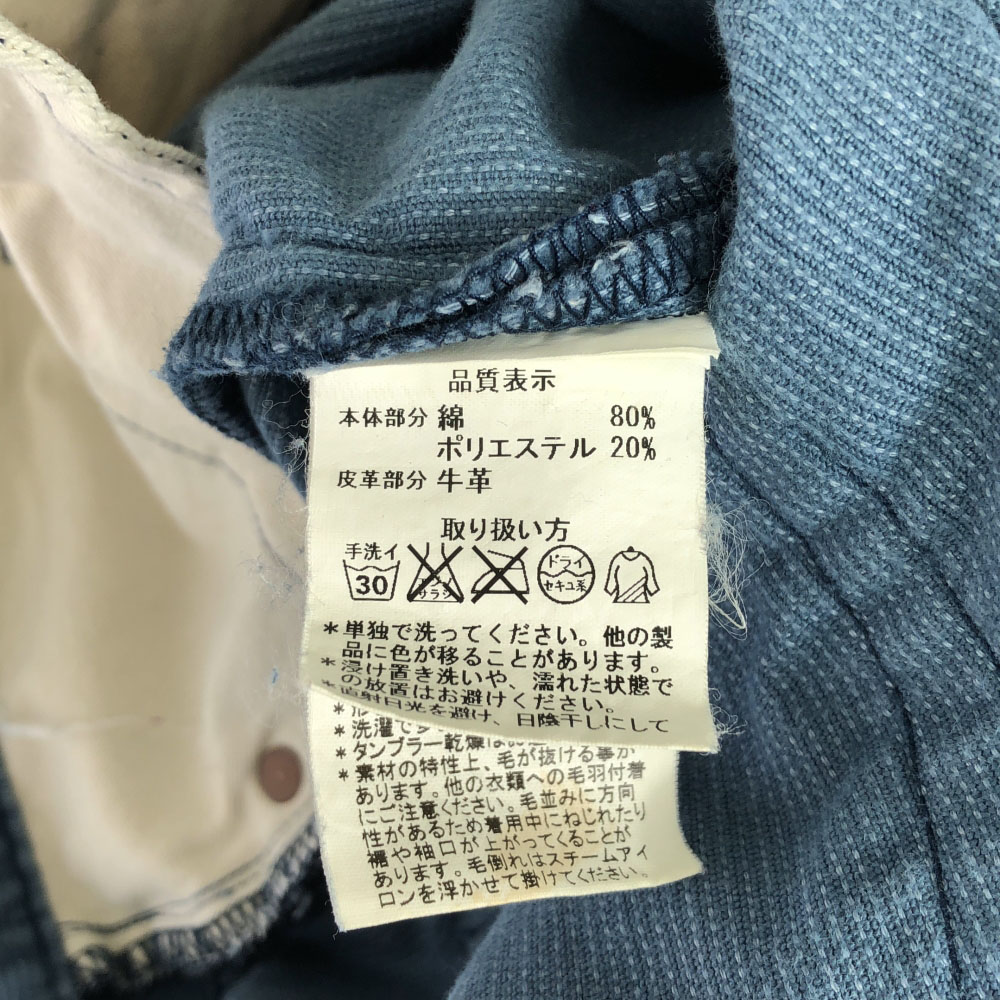 品質表示
本体部分 綿 80%
ポリエステル 20%
皮革部分 牛革
取り扱い方
手洗イ
30
サラシ
ドライ
セキユ系
*単独で洗ってください。他の製
品に色が移ることがあります。
*浸け置き洗いや、濡れた状態で
の放置はお避けください。
*直射日光を避け、日陰干しにして
*洗濯で
*タンブラー乾燥は
*素材の特性上、毛が抜ける事が
あります。他の衣類への毛羽付着
にご注意ください。毛並みに方向
性があるため着用中にねじれたり
裾や袖口が上がってくることが
あります。毛倒れはスチームアイ
ロンを浮かせて掛けてください。